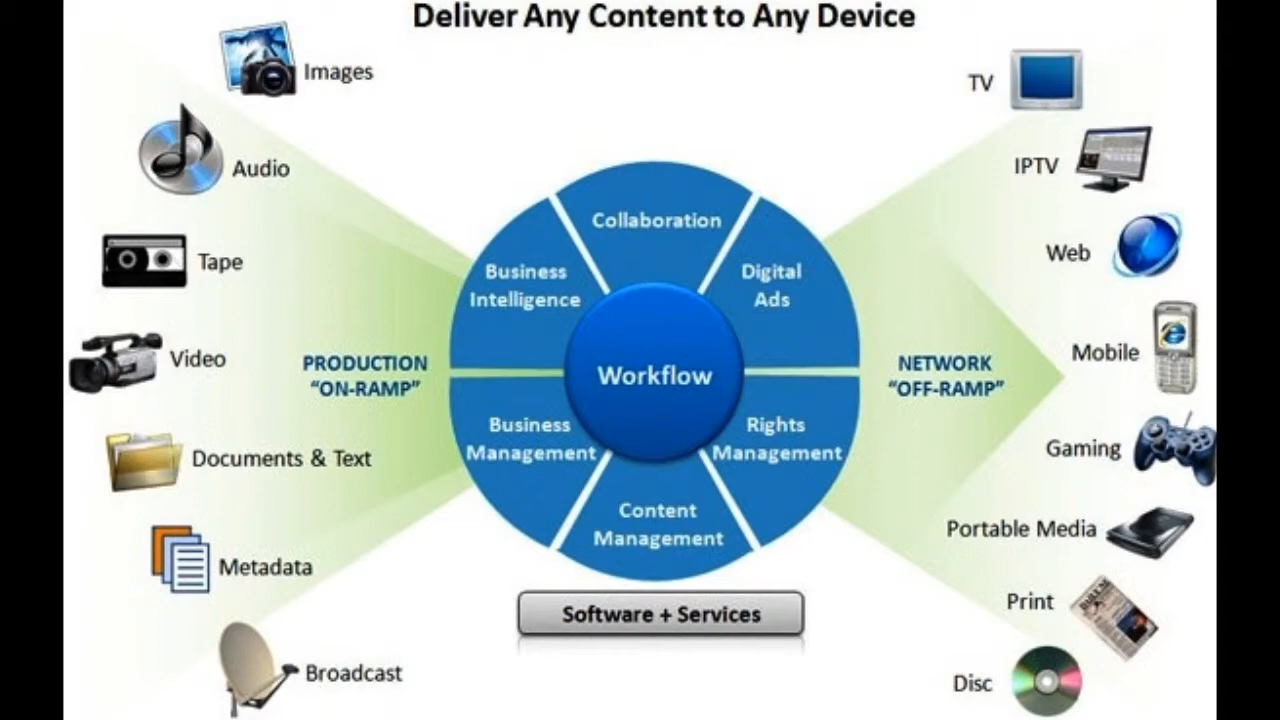 Deliver Any Content to Any Device
Images
Audio
Tape
Video
Documents & Text
Metadata
Broadcast
PRODUCTION
“ON-RAMP”
Collaboration
Business
Intelligence
Digital
Ads
Workflow
Business
Management
Rights
Management
Content
Management
Software + Services
NETWORK
“OFF-RAMP”
TV
IPTV
Web
Mobile
Gaming
Portable Media
Print
Disc